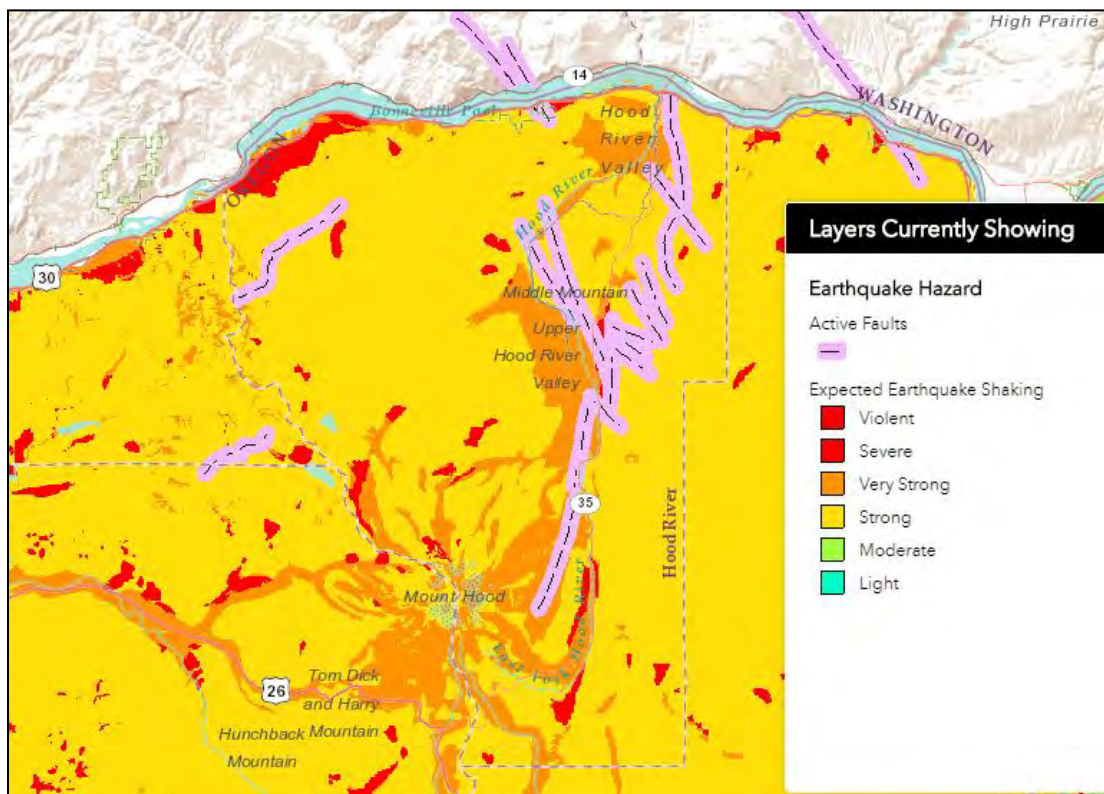 High Prairie
14
Bonneville Pool
WASHINGTON
OREGON
Hood
River
Valley
Hood River
30
Layers Currently Showing
Earthquake Hazard
Active Faults
Expected Earthquake Shaking
Violent
Severe
Very Strong
Strong
Moderate
Light
Middle Mountain
Upper
Hood River
Valley
35
Hood River
Mount Hood
East Fork Hood River
Tom Dick
and Harry
Mountain
26
Hunchback
Mountain